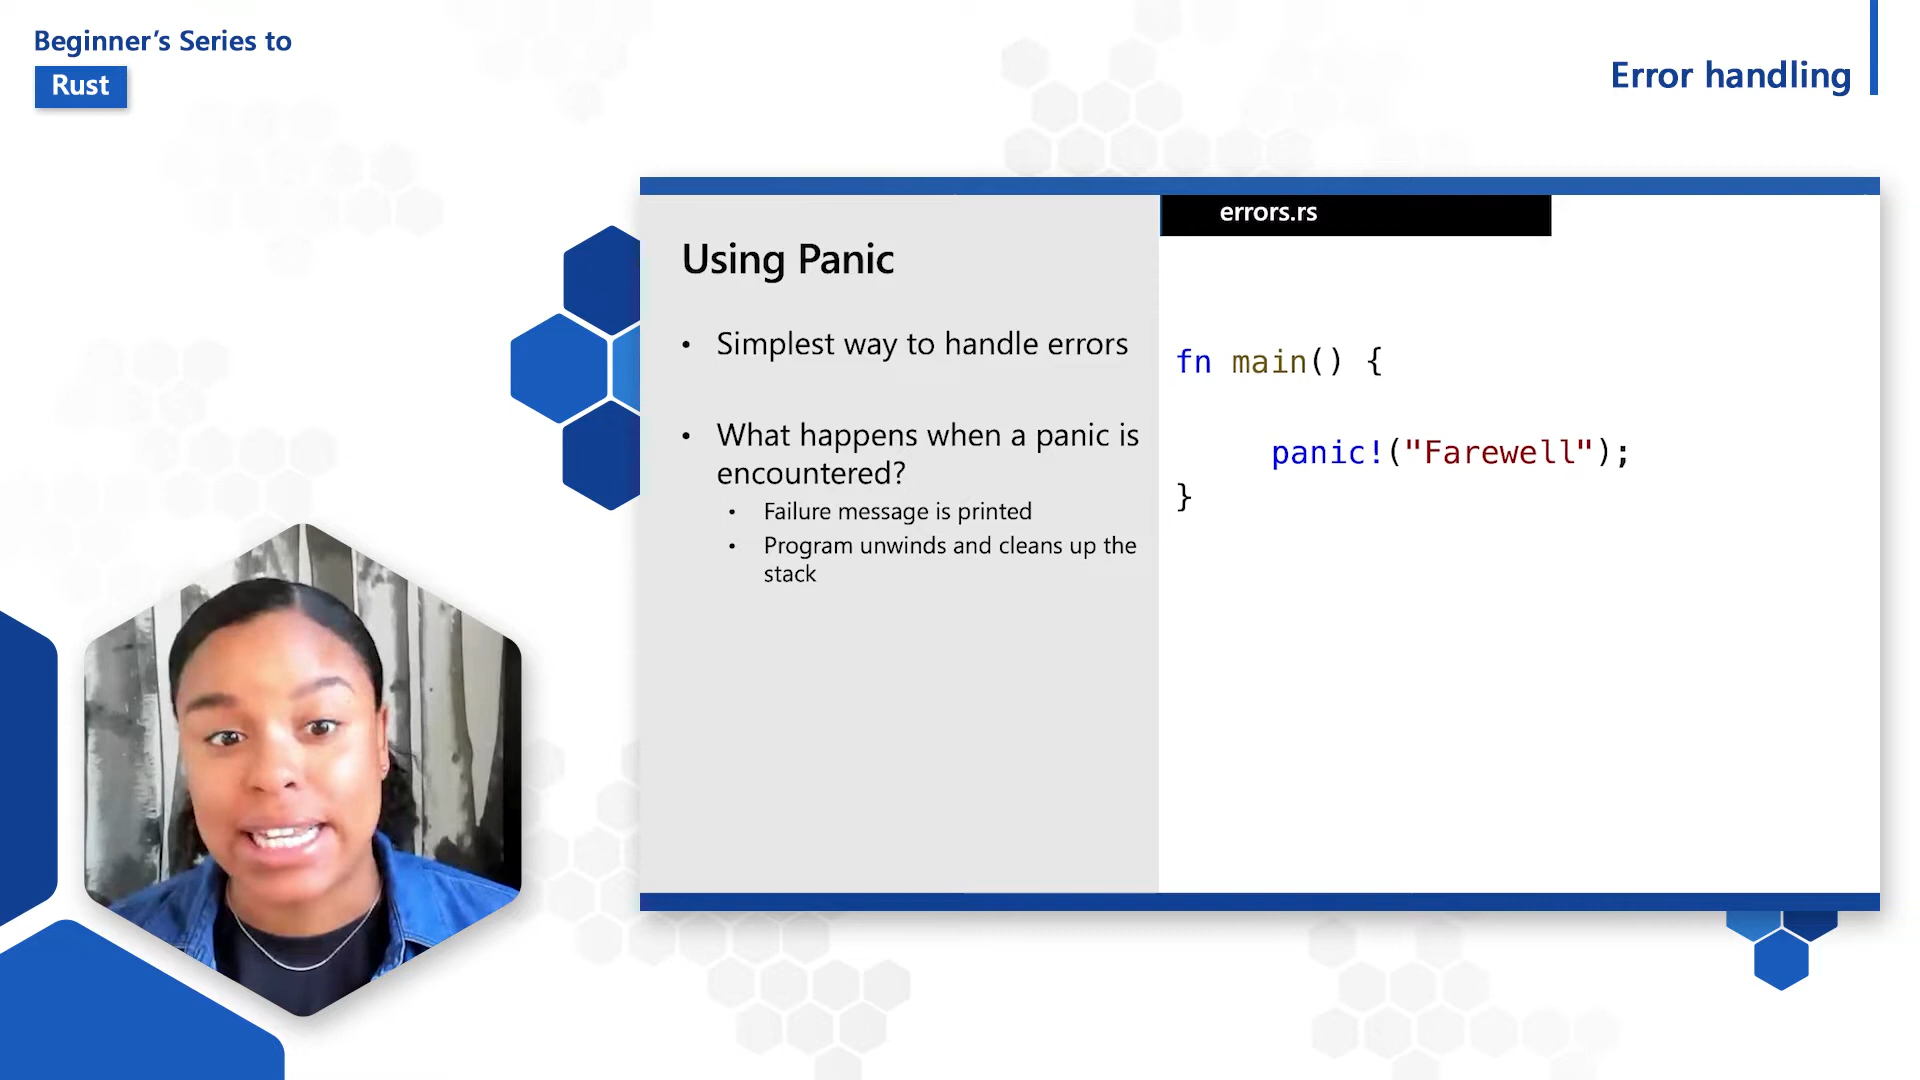 Beginner’s Series to
Rust
Error handling
Using Panic
• Simplest way to handle errors
• What happens when a panic is
encountered?
• Failure message is printed
• Program unwinds and cleans up the
stack
errors.rs
fn main() {
panic!("Farewell");
}